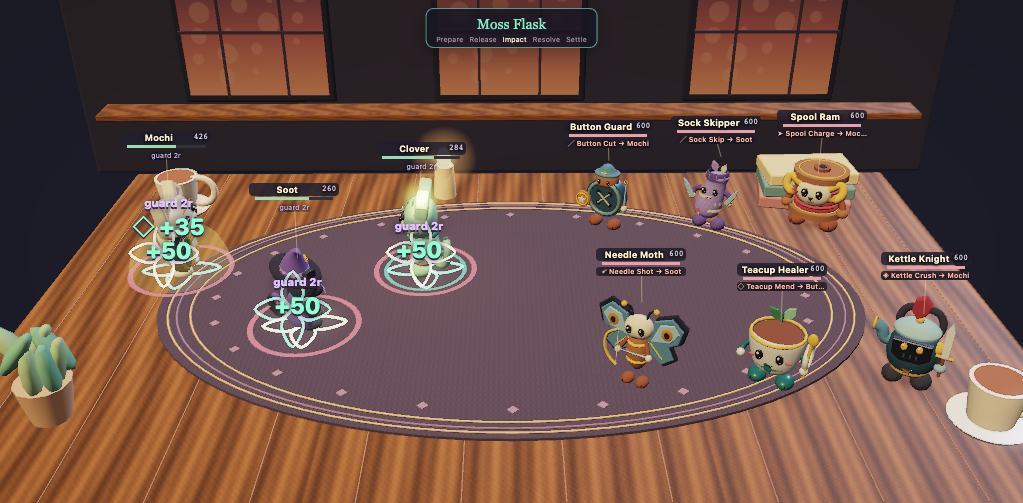 Moss Flask
Prepare Release Impact Resolve Settle
Mochi 426
guard 2r
Soot 260
guard 2r
Clover 284
guard 2r
Button Guard 600
Button Cut → Mochi
Sock Skipper 600
Sock Skip → Soot
Spool Ram 600
Spool Charge → Moc...
guard 2r
+35
+50
guard 2r
+50
guard 2r
+50
Needle Moth 600
Needle Shot → Soot
Teacup Healer 600
Teacup Mend → But...
Kettle Knight 600
Kettle Crush → Mochi